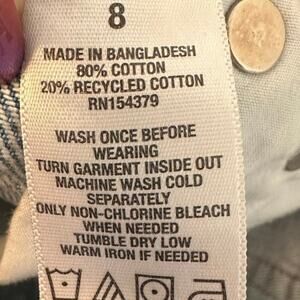 8
MADE IN BANGLADESH
80% COTTON
20% RECYCLED COTTON
RN154379
WASH ONCE BEFORE
WEARING
TURN GARMENT INSIDE OUT
MACHINE WASH COLD
SEPARATELY
ONLY NON-CHLORINE BLEACH
WHEN NEEDED
TUMBLE DRY LOW
WARM IRON IF NEEDED